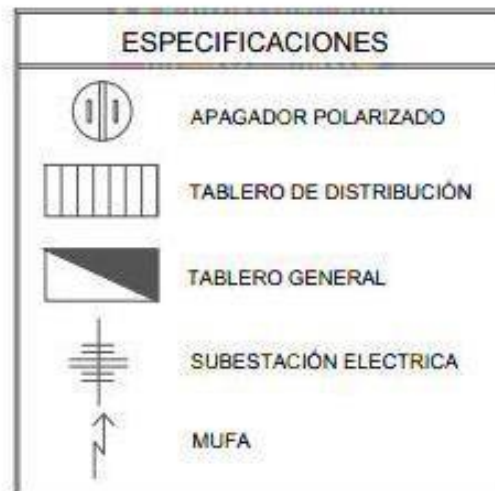 ESPECIFICACIONES
APAGADOR POLARIZADO
TABLERO DE DISTRIBUCIÓN
TABLERO GENERAL
SUBESTACIÓN ELECTRICA
MUFA